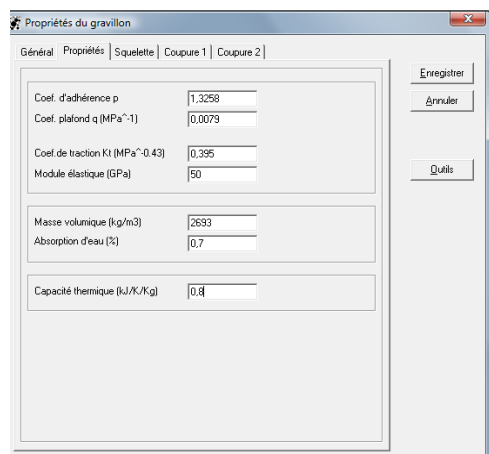 Propriétés du gravillon
Général Propriétés Squelette Coupure 1 Coupure 2
Enregistrer
Coef. d'adhérence p 1,3258
Annuler
Coef. plafond q (MPa^-1) 0,0079
Coef.de traction Kt (MPa^-0.43) 0,395
Module élastique (GPa) 50
Outils
Masse volumique (kg/m3) 2693
Absorption d'eau (%) 0,7
Capacité thermique (kJ/K/Kg) 0,8